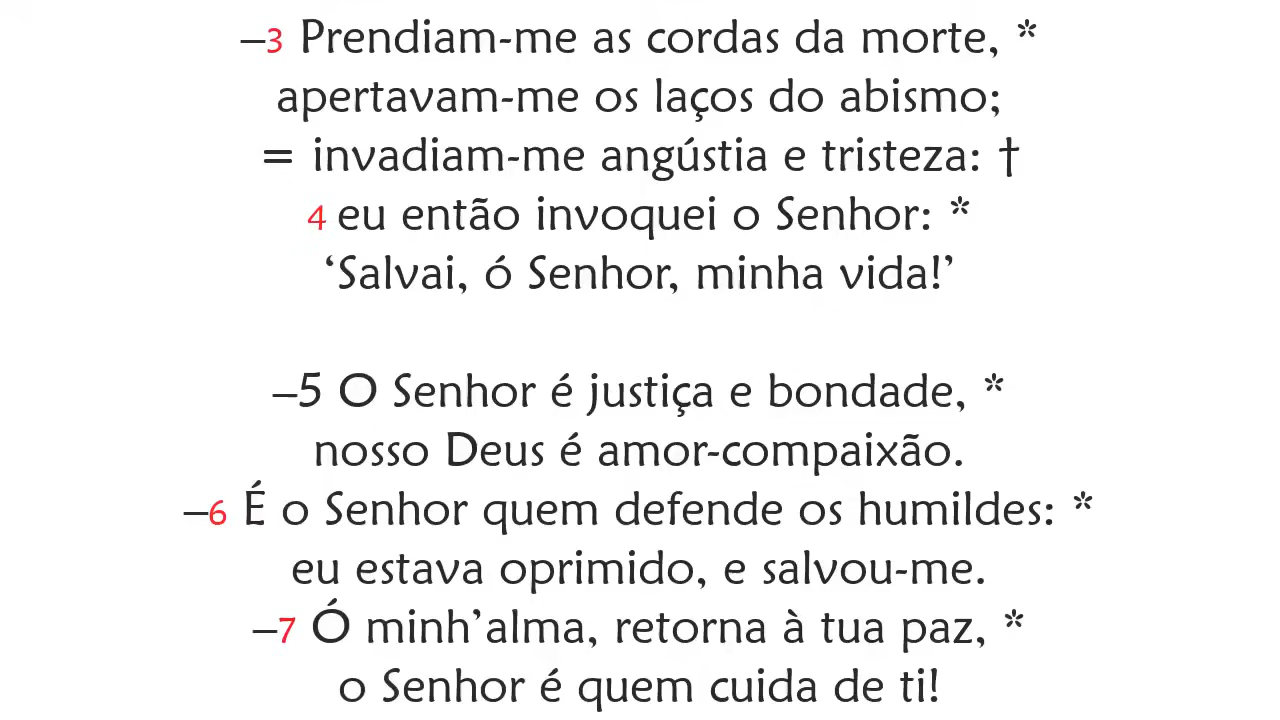 –3 Prendiam-me as cordas da morte, *
apertavam-me os laços do abismo;
= invadiam-me angústia e tristeza: †
4 eu então invoquei o Senhor: *
‘Salvai, ó Senhor, minha vida!’
–5 O Senhor é justiça e bondade, *
nosso Deus é amor-compaixão.
–6 É o Senhor quem defende os humildes: *
eu estava oprimido, e salvou-me.
–7 Ó minh’alma, retorna à tua paz, *
o Senhor é quem cuida de ti!